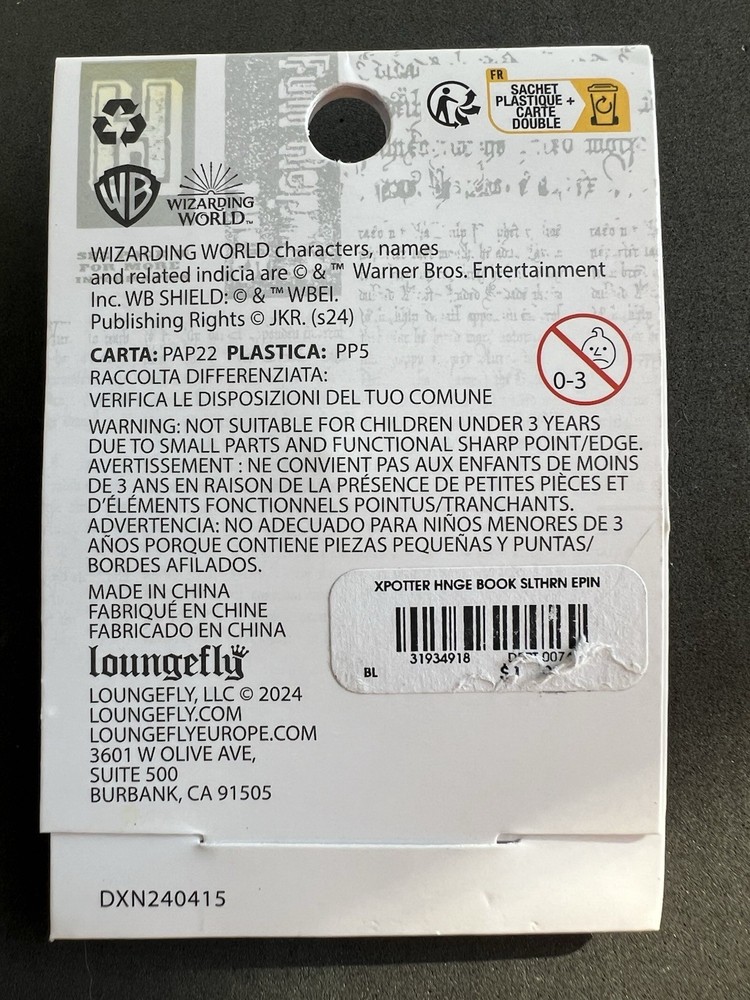 FR
SACHET
PLASTIQUE +
CARTE
DOUBLE
WB
WIZARDING
WORLD™
WIZARDING WORLD characters, names
and related indicia are © & ™ Warner Bros. Entertainment
Inc. WB SHIELD: © & ™ WBEI.
Publishing Rights © JKR. (s24)
CARTA: PAP22 PLASTICA: PP5
RACCOLTA DIFFERENZIATA:
VERIFICA LE DISPOSIZIONI DEL TUO COMUNE
0-3
WARNING: NOT SUITABLE FOR CHILDREN UNDER 3 YEARS
DUE TO SMALL PARTS AND FUNCTIONAL SHARP POINT/EDGE.
AVERTISSEMENT : NE CONVIENT PAS AUX ENFANTS DE MOINS
DE 3 ANS EN RAISON DE LA PRÉSENCE DE PETITES PIÈCES ET
D'ÉLÉMENTS FONCTIONNELS POINTUS/TRANCHANTS.
ADVERTENCIA: NO ADECUADO PARA NIÑOS MENORES DE 3
AÑOS PORQUE CONTIENE PIEZAS PEQUEÑAS Y PUNTAS/
BORDES AFILADOS.
MADE IN CHINA
FABRIQUÉ EN CHINE
FABRICADO EN CHINA
XPOTTER HNGE BOOK SLTHRN EPIN
31934918
BL
loungefly
LOUNGEFLY, LLC © 2024
LOUNGEFLY.COM
LOUNGEFLYEUROPE.COM
3601 W OLIVE AVE,
SUITE 500
BURBANK, CA 91505
DXN240415